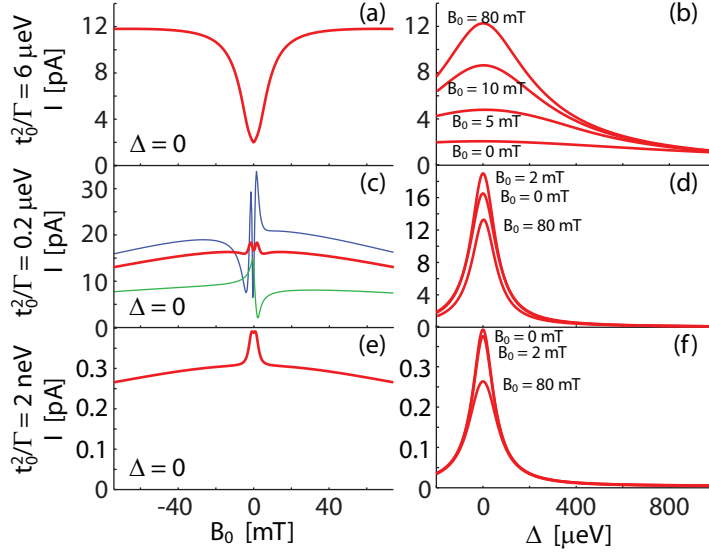 (a)
t₀²/Γ = 6 μeV
I [pA]
12
8
4
0
Δ = 0
(b)
12
8
4
0
B₀ = 80 mT
B₀ = 10 mT
B₀ = 5 mT
B₀ = 0 mT
(c)
t₀²/Γ = 0.2 μeV
I [pA]
30
20
10
0
Δ = 0
(d)
16
12
8
4
0
B₀ = 2 mT
B₀ = 0 mT
B₀ = 80 mT
(e)
t₀²/Γ = 2 neV
I [pA]
0.3
0.2
0.1
0
Δ = 0
-40 0 40
B₀ [mT]
(f)
0.3
0.2
0.1
0
B₀ = 0 mT
B₀ = 2 mT
B₀ = 80 mT
0 400 800
Δ [μeV]